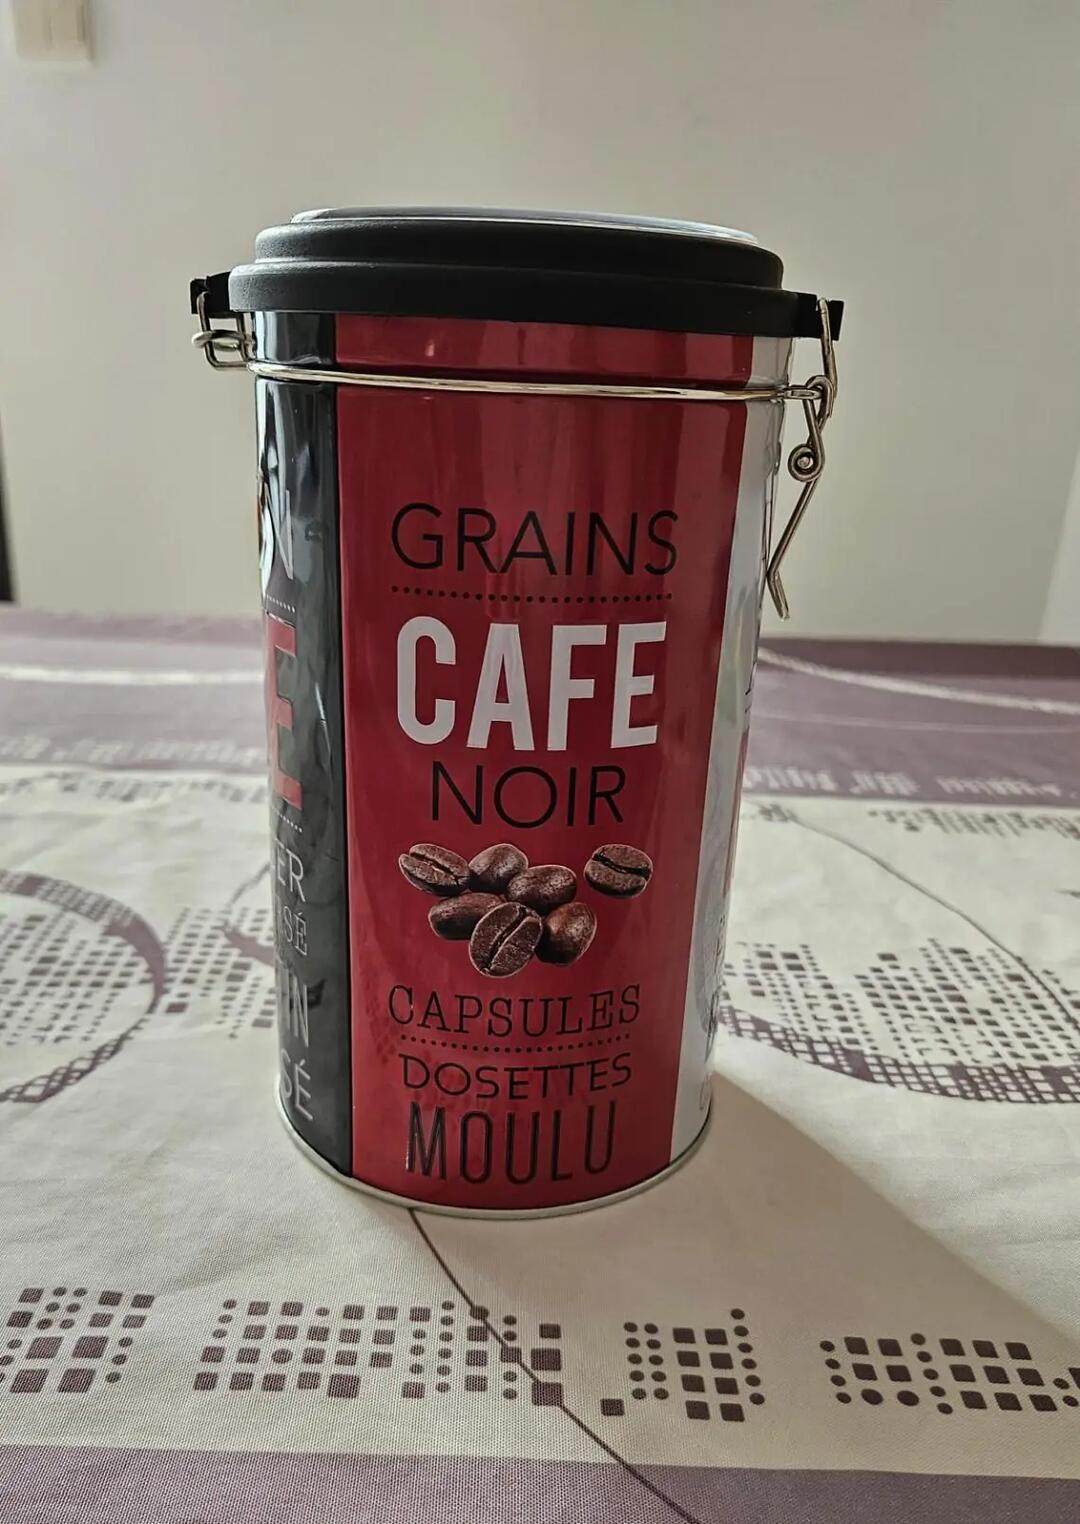 GRAINS
CAFE
NOIR
CAPSULES
DOSETTES
MOULU